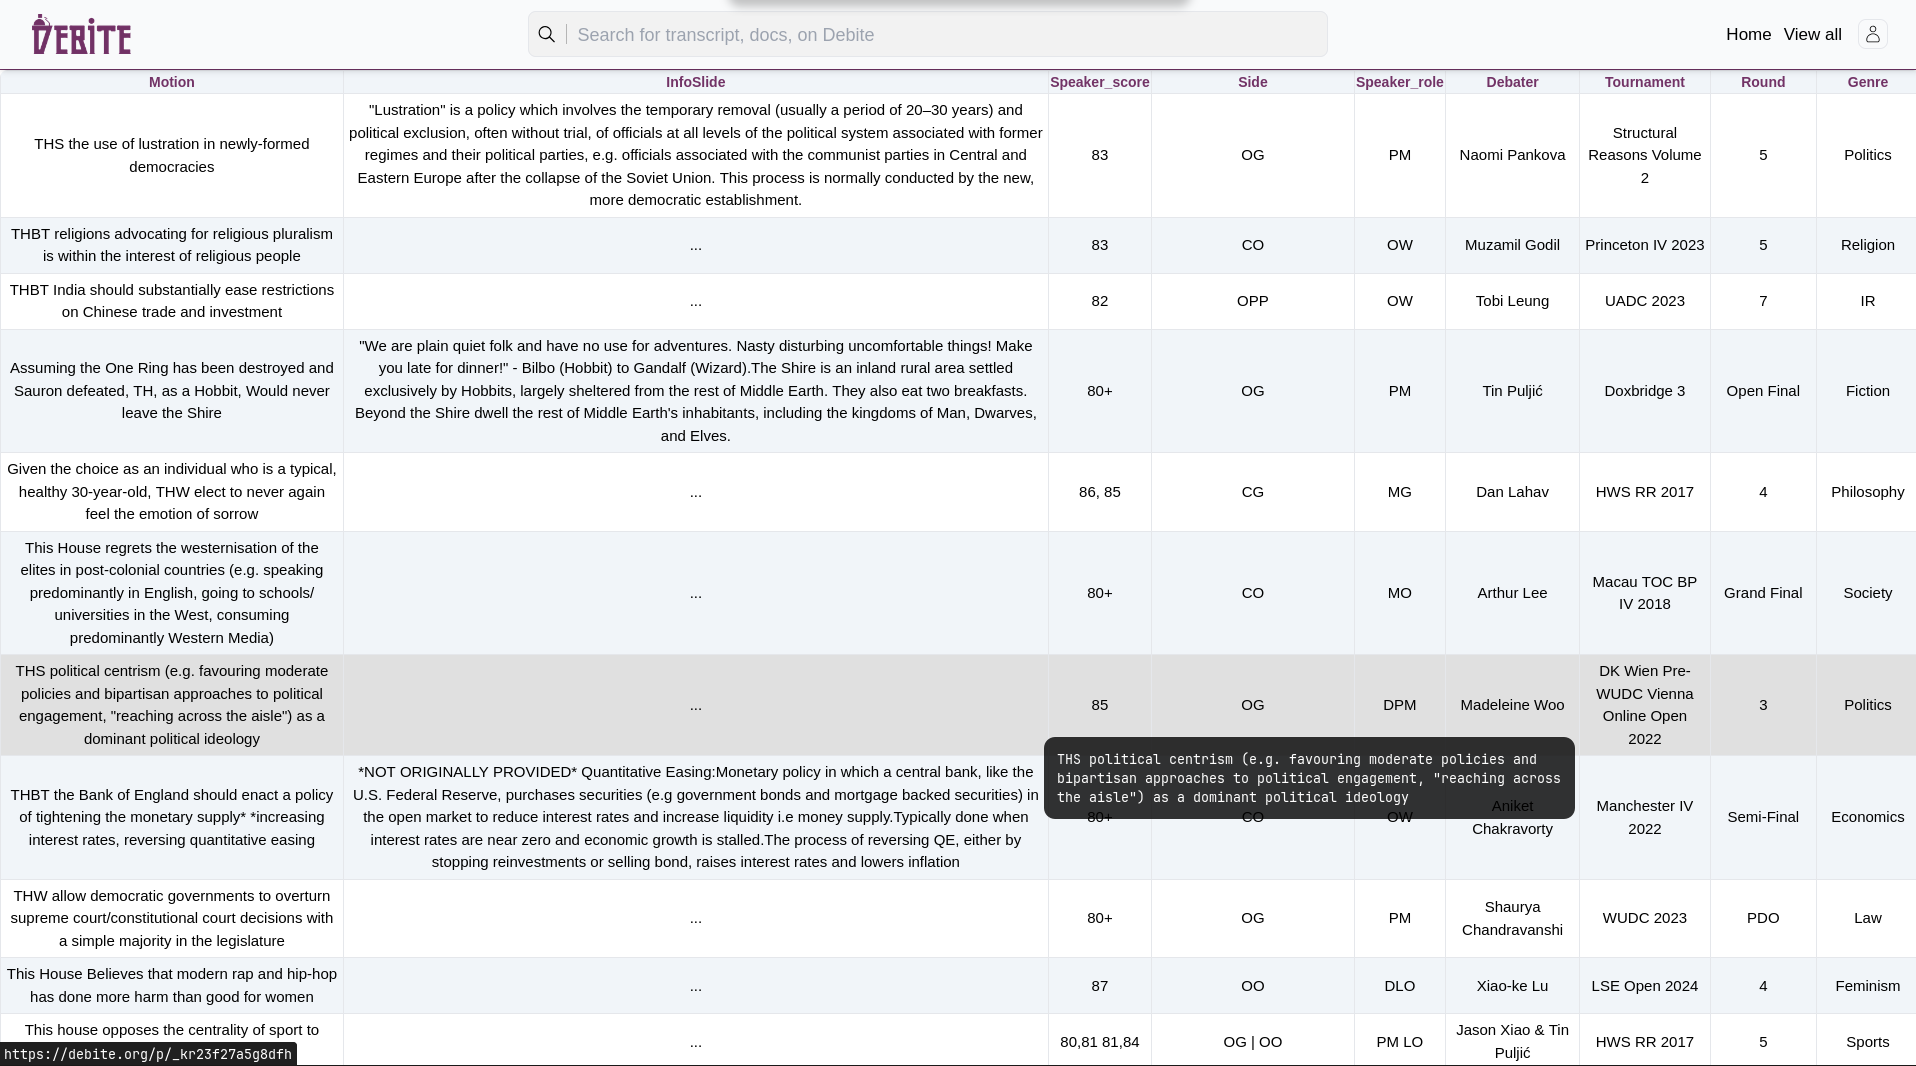 DEBITE
Search for transcript, docs, on Debite
Home View all
Motion InfoSlide Speaker_score Side Speaker_role Debater Tournament Round Genre
THS the use of lustration in newly-formed
democracies
"Lustration" is a policy which involves the temporary removal (usually a period of 20–30 years) and
political exclusion, often without trial, of officials at all levels of the political system associated with former
regimes and their political parties, e.g. officials associated with the communist parties in Central and
Eastern Europe after the collapse of the Soviet Union. This process is normally conducted by the new,
more democratic establishment.
83
OG
PM
Naomi Pankova
Structural
Reasons Volume
2
5
Politics
THBT religions advocating for religious pluralism
is within the interest of religious people
...
83
CO
OW
Muzamil Godil
Princeton IV 2023
5
Religion
THBT India should substantially ease restrictions
on Chinese trade and investment
...
82
OPP
OW
Tobi Leung
UADC 2023
7
IR
Assuming the One Ring has been destroyed and
Sauron defeated, TH, as a Hobbit, Would never
leave the Shire
"We are plain quiet folk and have no use for adventures. Nasty disturbing uncomfortable things! Make
you late for dinner!" - Bilbo (Hobbit) to Gandalf (Wizard).The Shire is an inland rural area settled
exclusively by Hobbits, largely sheltered from the rest of Middle Earth. They also eat two breakfasts.
Beyond the Shire dwell the rest of Middle Earth's inhabitants, including the kingdoms of Man, Dwarves,
and Elves.
80+
OG
PM
Tin Puljić
Doxbridge 3
Open Final
Fiction
Given the choice as an individual who is a typical,
healthy 30-year-old, THW elect to never again
feel the emotion of sorrow
...
86, 85
CG
MG
Dan Lahav
HWS RR 2017
4
Philosophy
This House regrets the westernisation of the
elites in post-colonial countries (e.g. speaking
predominantly in English, going to schools/
universities in the West, consuming
predominantly Western Media)
...
80+
CO
MO
Arthur Lee
Macau TOC BP
IV 2018
Grand Final
Society
THS political centrism (e.g. favouring moderate
policies and bipartisan approaches to political
engagement, "reaching across the aisle") as a
dominant political ideology
...
85
OG
DPM
Madeleine Woo
DK Wien Pre-
WUDC Vienna
Online Open
2022
3
Politics
THS political centrism (e.g. favouring moderate policies and
bipartisan approaches to political engagement, "reaching across
the aisle") as a dominant political ideology
THBT the Bank of England should enact a policy
of tightening the monetary supply* *increasing
interest rates, reversing quantitative easing
*NOT ORIGINALLY PROVIDED* Quantitative Easing:Monetary policy in which a central bank, like the
U.S. Federal Reserve, purchases securities (e.g government bonds and mortgage backed securities) in
the open market to reduce interest rates and increase liquidity i.e money supply.Typically done when
interest rates are near zero and economic growth is stalled.The process of reversing QE, either by
stopping reinvestments or selling bond, raises interest rates and lowers inflation
80+
CO
OW
Aniket
Chakravorty
Manchester IV
2022
Semi-Final
Economics
THW allow democratic governments to overturn
supreme court/constitutional court decisions with
a simple majority in the legislature
...
80+
OG
PM
Shaurya
Chandravanshi
WUDC 2023
PDO
Law
This House Believes that modern rap and hip-hop
has done more harm than good for women
...
87
OO
DLO
Xiao-ke Lu
LSE Open 2024
4
Feminism
This house opposes the centrality of sport to
...
80,81 81,84
OG | OO
PM LO
Jason Xiao & Tin
Puljić
HWS RR 2017
5
Sports
https://debite.org/p/_kr23f27a5g8dfh